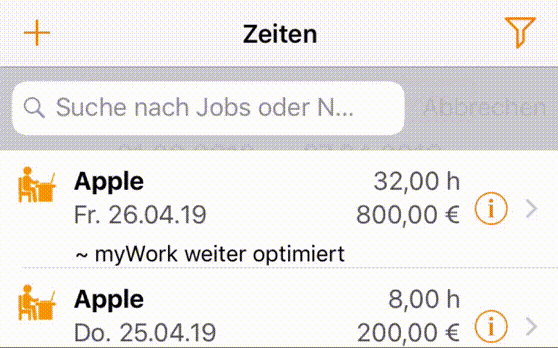 Zeiten
Suche nach Jobs oder N... Abbrechen
Apple 32,00 h
Fr. 26.04.19 800,00 €
~ myWork weiter optimiert
Apple 8,00 h
Do. 25.04.19 200,00 €